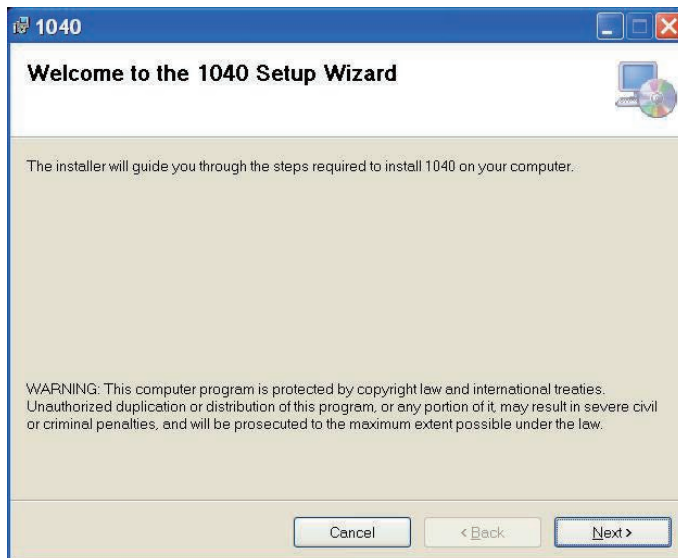 1040
Welcome to the 1040 Setup Wizard
The installer will guide you through the steps required to install 1040 on your computer.
WARNING: This computer program is protected by copyright law and international treaties.
Unauthorized duplication or distribution of this program, or any portion of it, may result in severe civil
or criminal penalties, and will be prosecuted to the maximum extent possible under the law.
Cancel
< Back
Next >